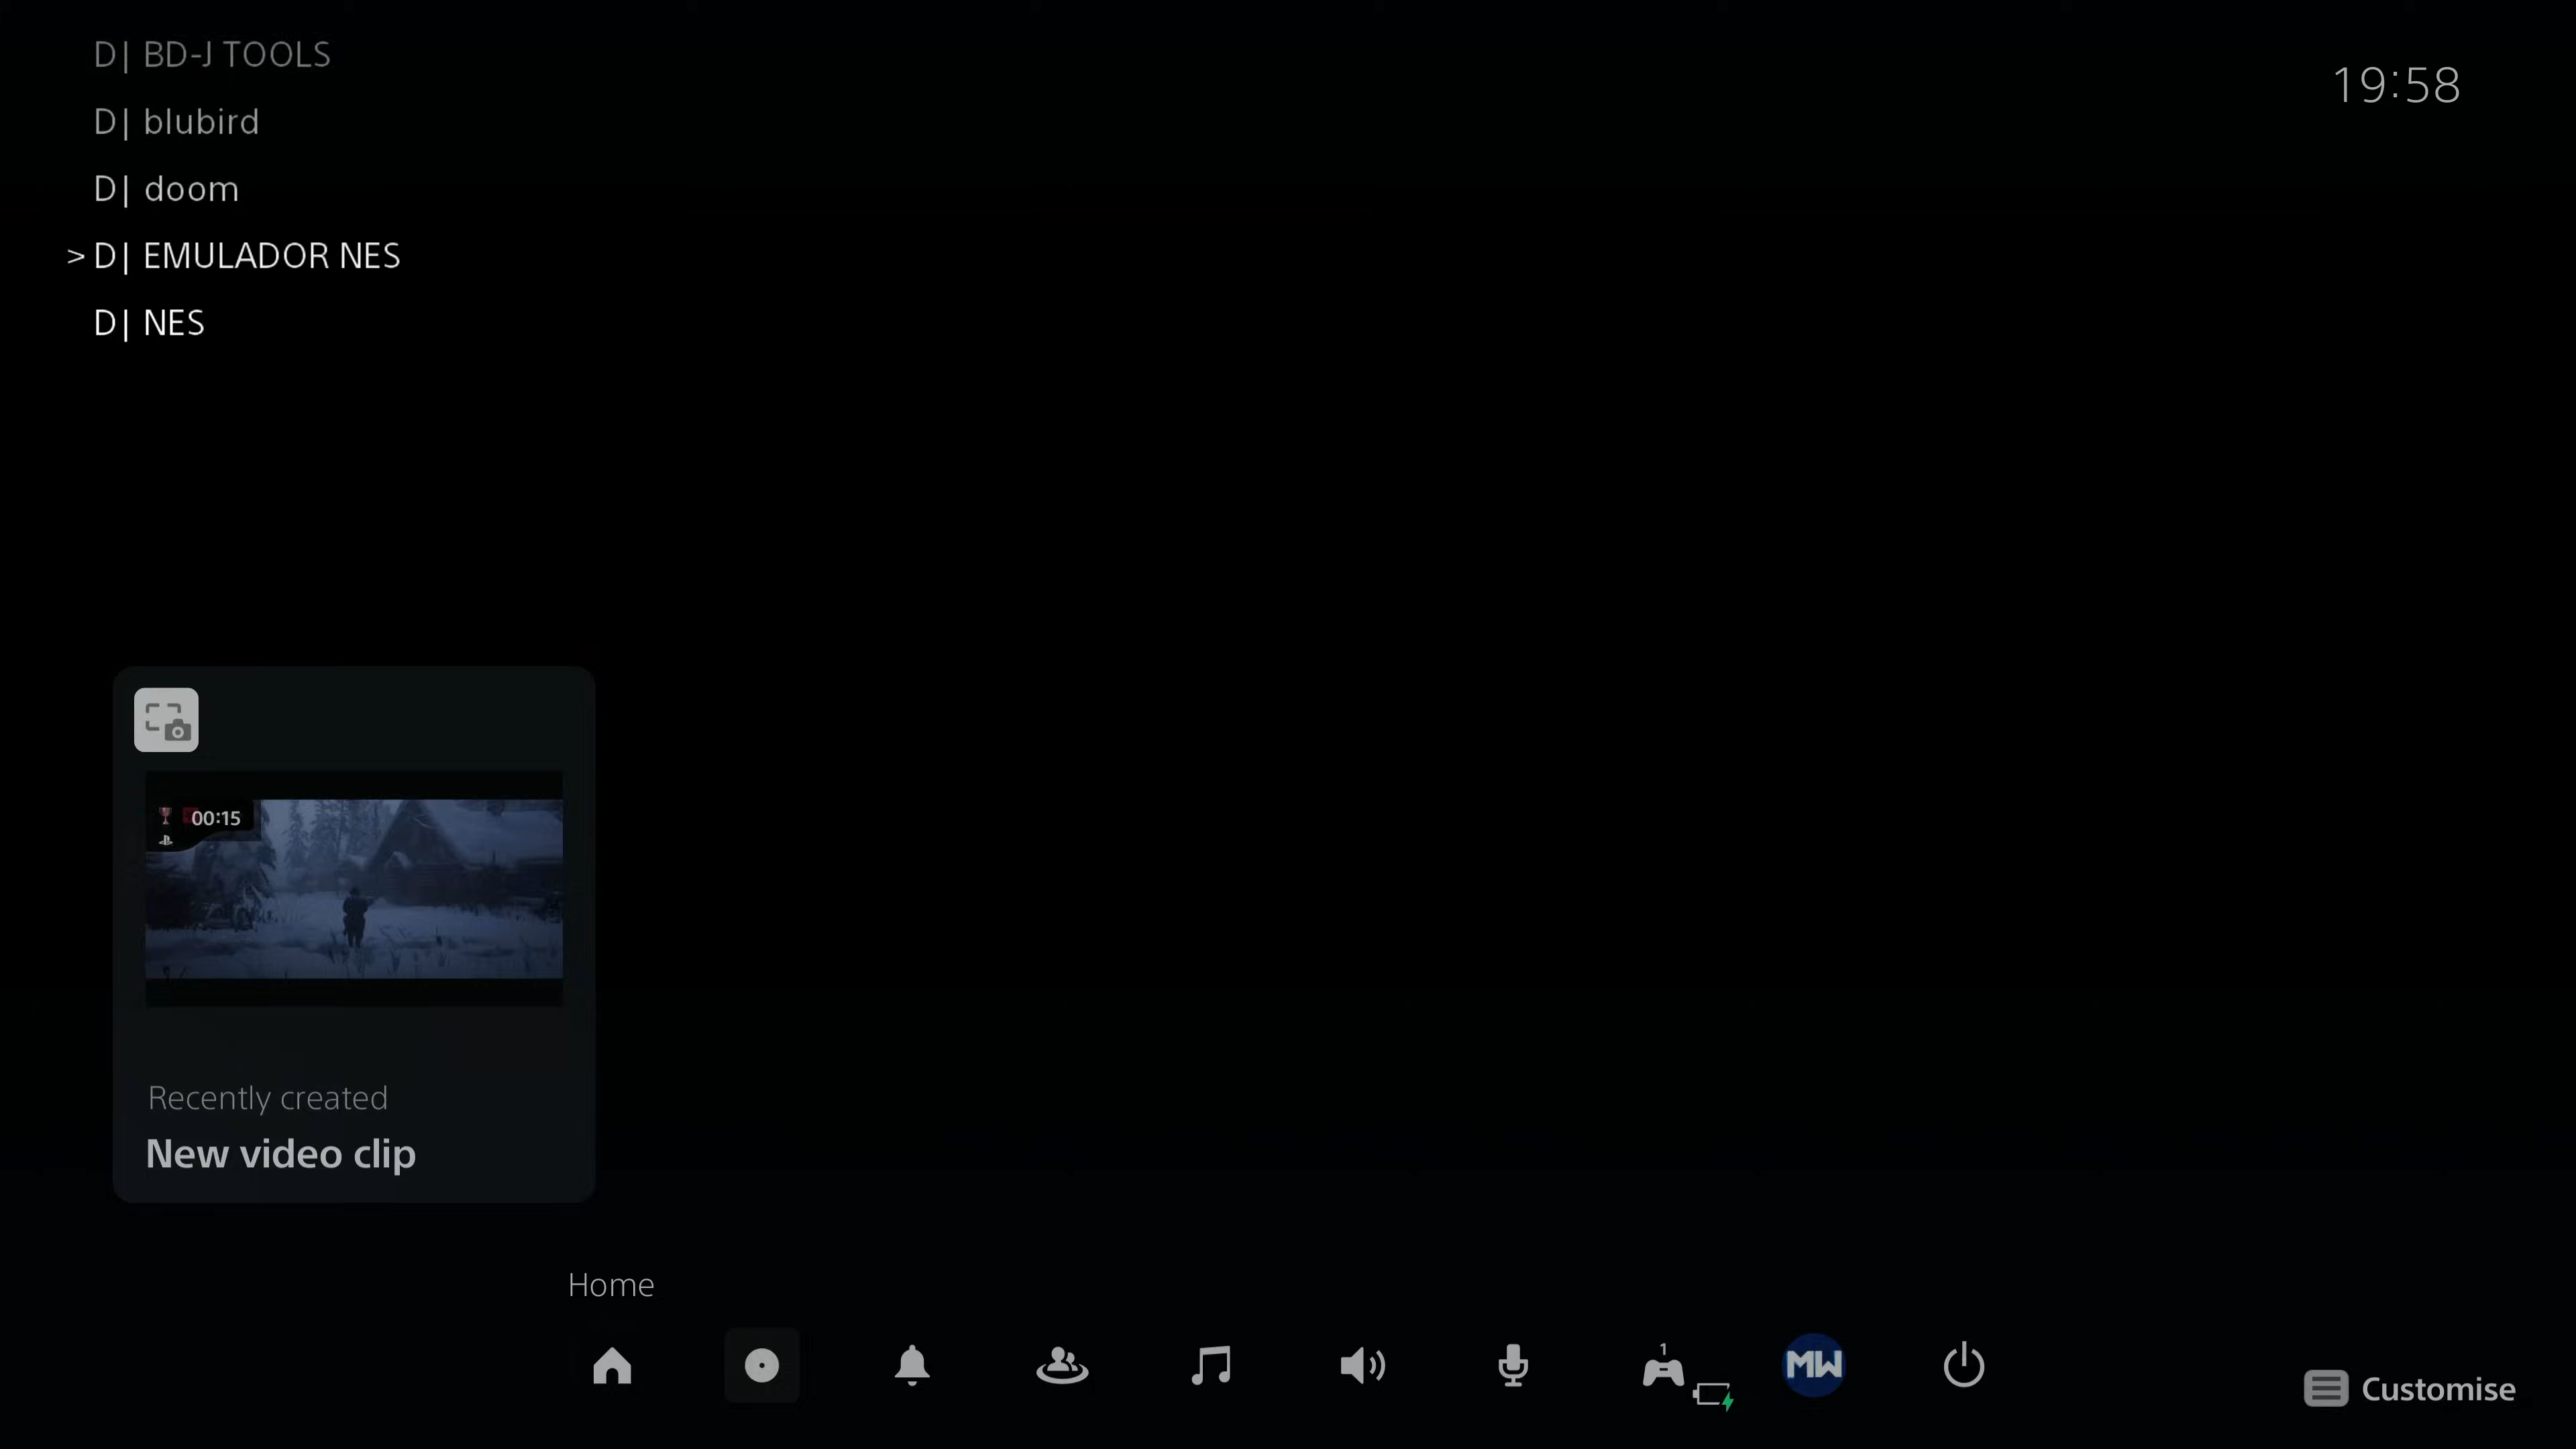 D| BD-J TOOLS
19:58
D| blubird
D| doom
> D| EMULADOR NES
D| NES
00:15
Recently created
New video clip
Home
1
MW
Customise